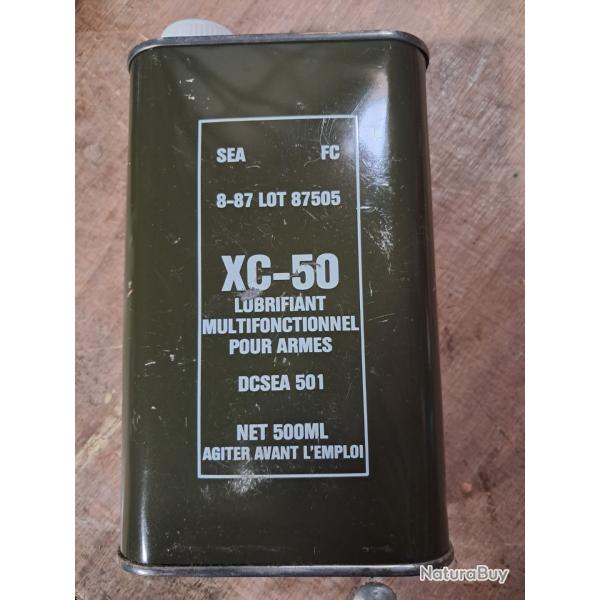 SEA FC
8-87 LOT 87505
XC-50
LUBRIFIANT
MULTIFONCTIONNEL
POUR ARMES
DCSEA 501
NET 500ML
AGITER AVANT L'EMPLOI
NaturaBuy